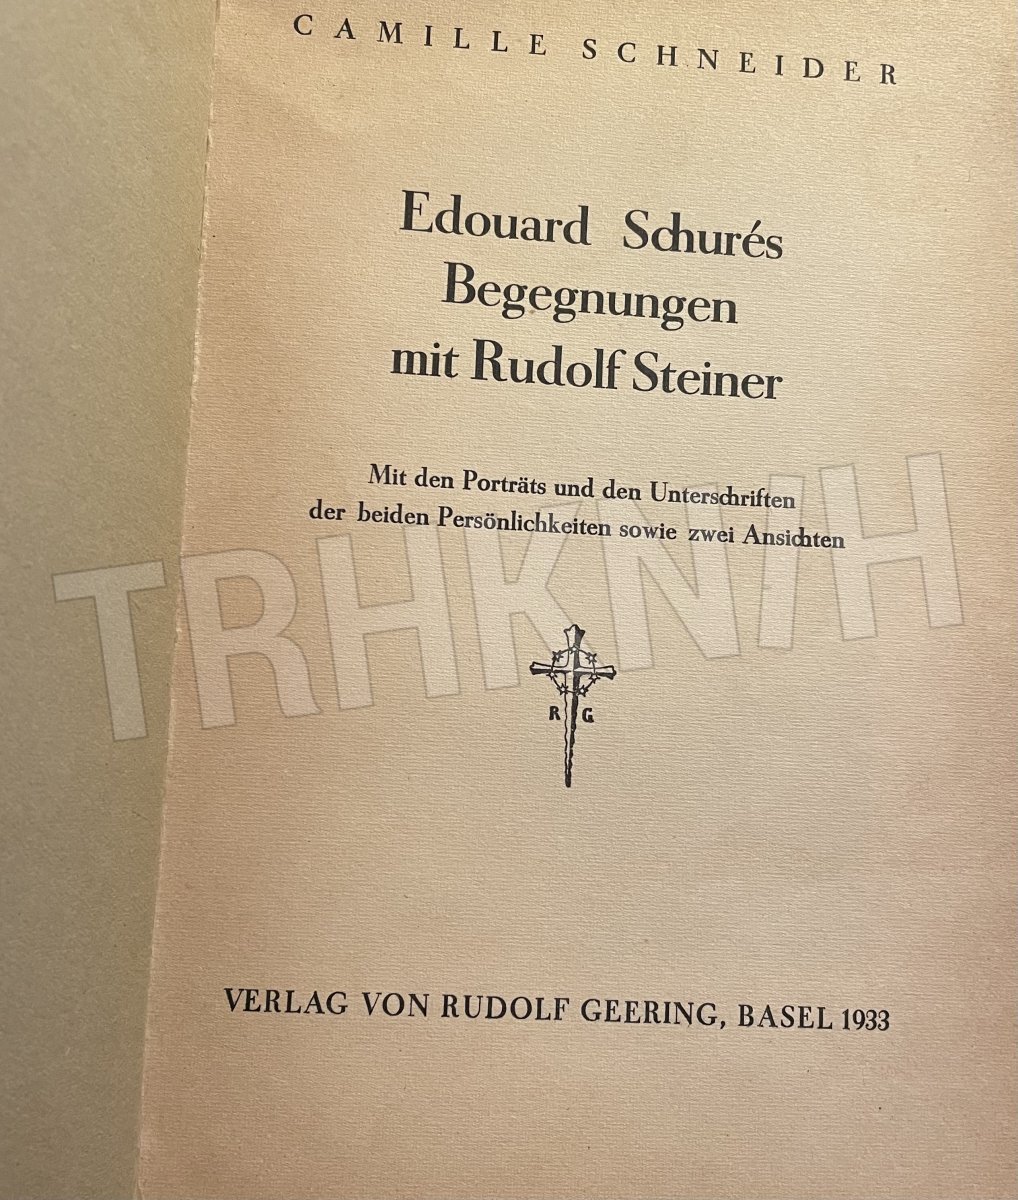 CAMILLE SCHNEIDER
Edouard Schurés
Begegnungen
mit Rudolf Steiner
Mit den Porträts und den Unterschriften
der beiden Persönlichkeiten sowie zwei Ansichten
TRHKN/H
R G
VERLAG VON RUDOLF GEERING, BASEL 1933